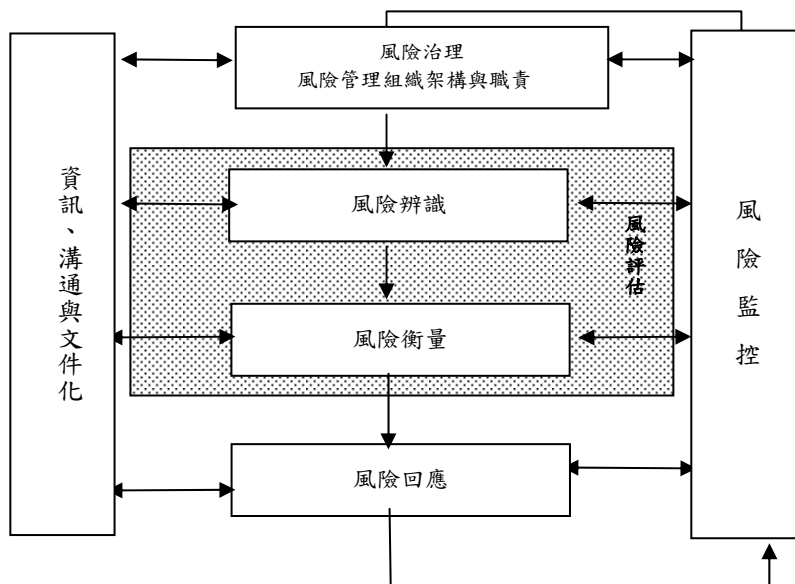 風險治理
風險管理組織架構與職責
資訊、溝通與文件化
風險辨識
風險評估
風險監控
風險衡量
風險回應